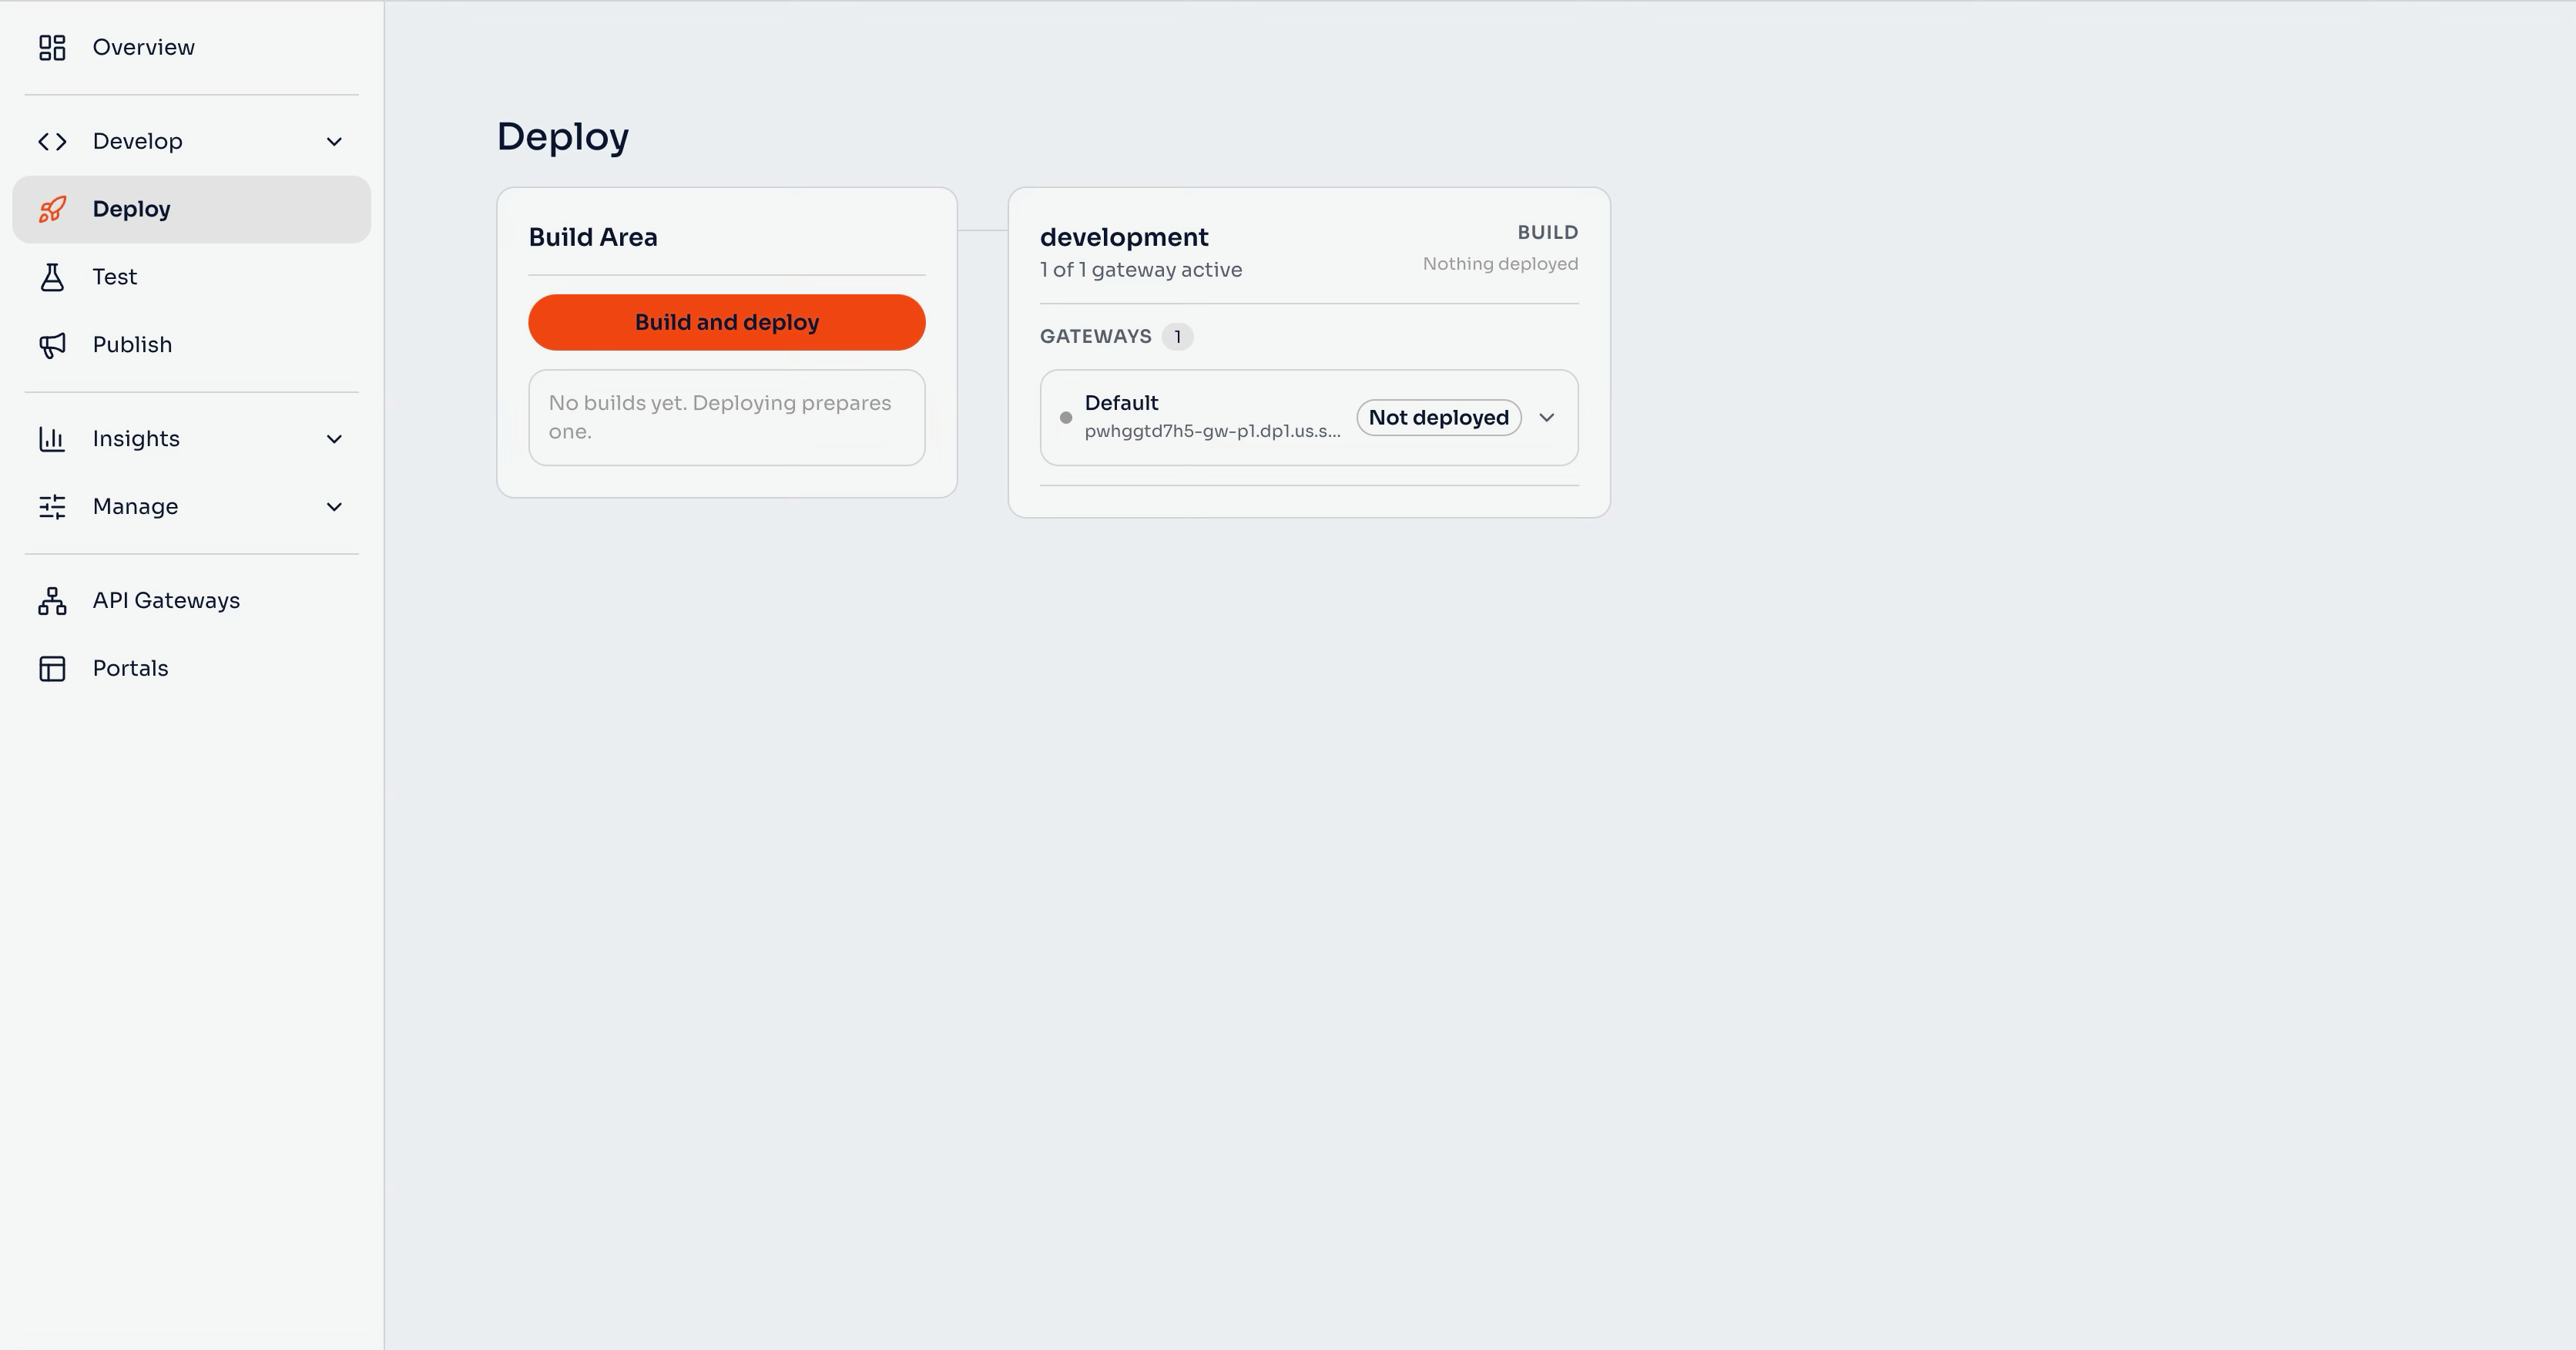 Overview
Develop
Deploy
Test
Publish
Insights
Manage
API Gateways
Portals
Deploy
Build Area
Build and deploy
No builds yet. Deploying prepares
one.
development
1 of 1 gateway active
BUILD
Nothing deployed
GATEWAYS 1
Default
pwhggtd7h5-gw-p1.dp1.us.s...
Not deployed